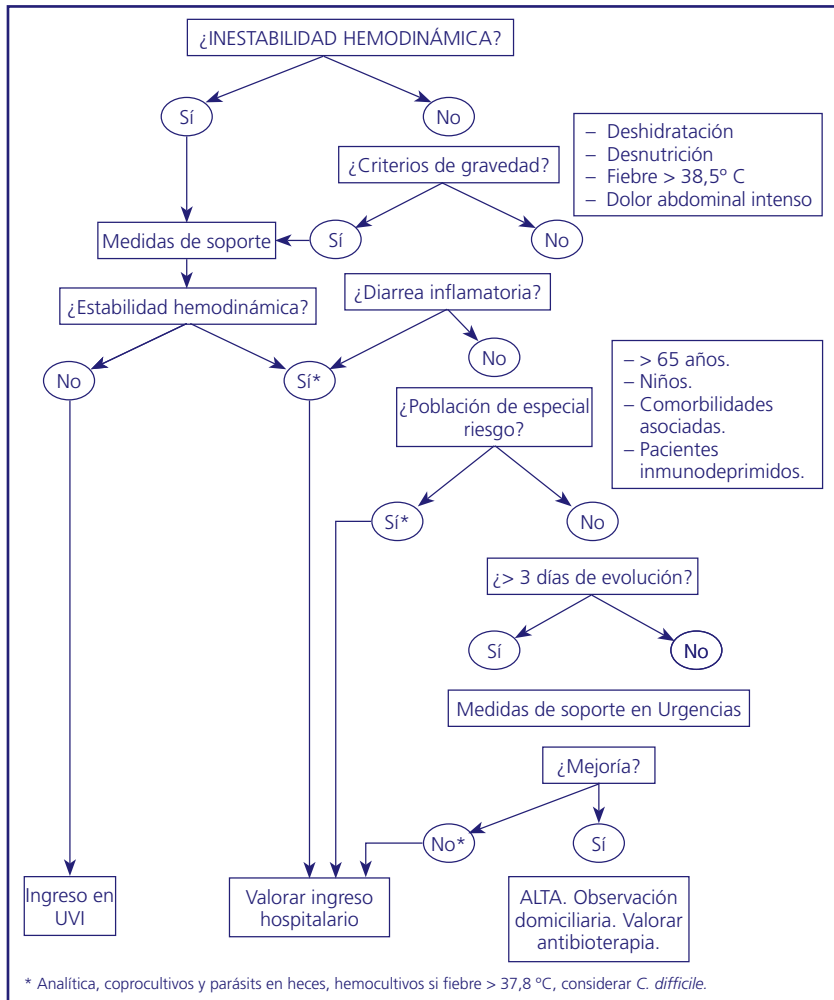 ¿INESTABILIDAD HEMODINÁMICA?
Sí
No
– Deshidratación
– Desnutrición
– Fiebre > 38,5º C
– Dolor abdominal intenso
¿Criterios de gravedad?
Medidas de soporte
Sí
No
¿Estabilidad hemodinámica?
¿Diarrea inflamatoria?
No
Sí*
No
– > 65 años.
– Niños.
– Comorbilidades
asociadas.
– Pacientes
inmunodeprimidos.
¿Población de especial
riesgo?
Sí*
No
¿> 3 días de evolución?
Sí
No
Medidas de soporte en Urgencias
¿Mejoría?
No*
Sí
Ingreso en
UVI
Valorar ingreso
hospitalario
ALTA. Observación
domiciliaria. Valorar
antibioterapia.
* Analítica, coprocultivos y parásits en heces, hemocultivos si fiebre > 37,8 ºC, considerar C. difficile.